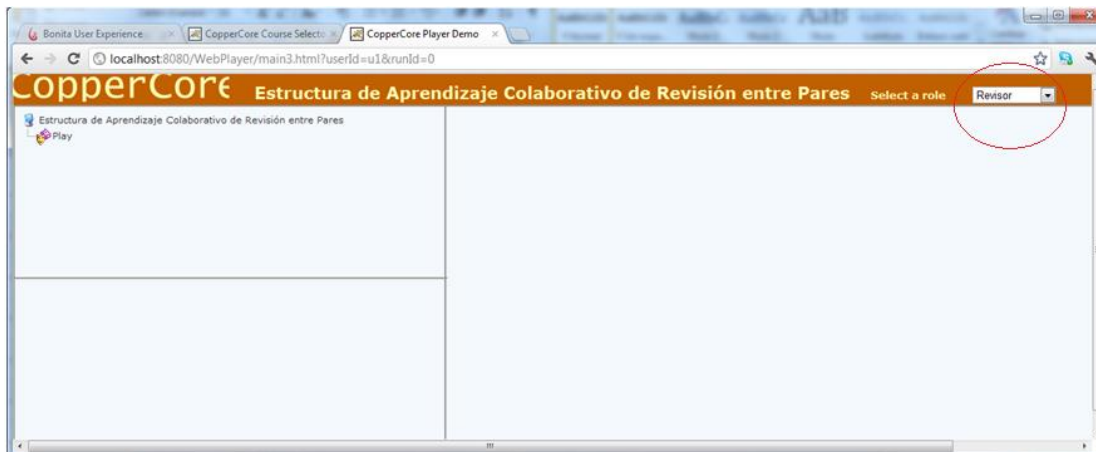 Bonita User Experience
CopperCore Course Selecto
CopperCore Player Demo
localhost:8080/WebPlayer/main3.html?userId=u1&runId=0
CopperCore Estructura de Aprendizaje Colaborativo de Revisión entre Pares Select a role Revisor
Estructura de Aprendizaje Colaborativo de Revisión entre Pares
Play